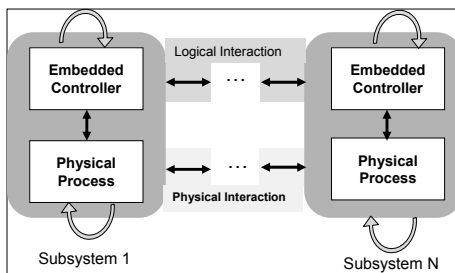 Embedded
Controller
Logical Interaction
...
Embedded
Controller
Physical
Process
...
Physical Interaction
Physical
Process
Subsystem 1
Subsystem N